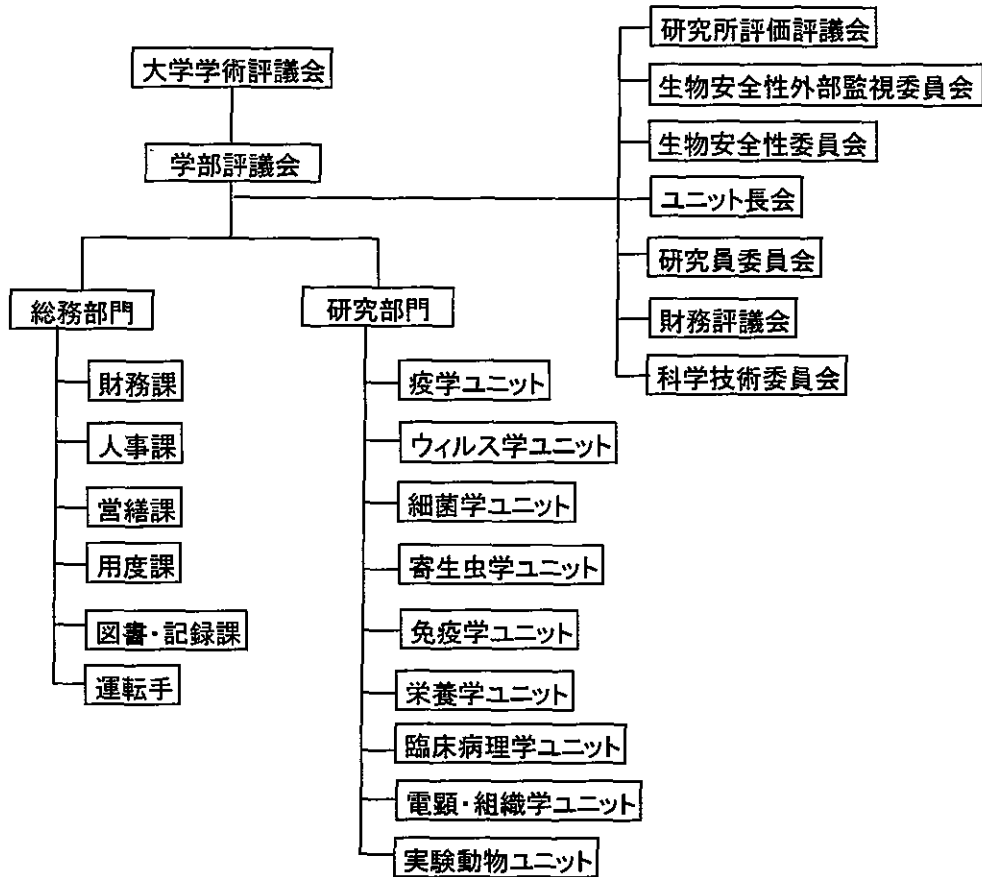 大学学術評議会
学部評議会
研究所評価評議会
生物安全性外部監視委員会
生物安全性委員会
ユニット長会
研究員委員会
財務評議会
科学技術委員会
総務部門
財務課
人事課
営繕課
用度課
図書・記録課
運転手
研究部門
疫学ユニット
ウィルス学ユニット
細菌学ユニット
寄生虫学ユニット
免疫学ユニット
栄養学ユニット
臨床病理学ユニット
電顕・組織学ユニット
実験動物ユニット